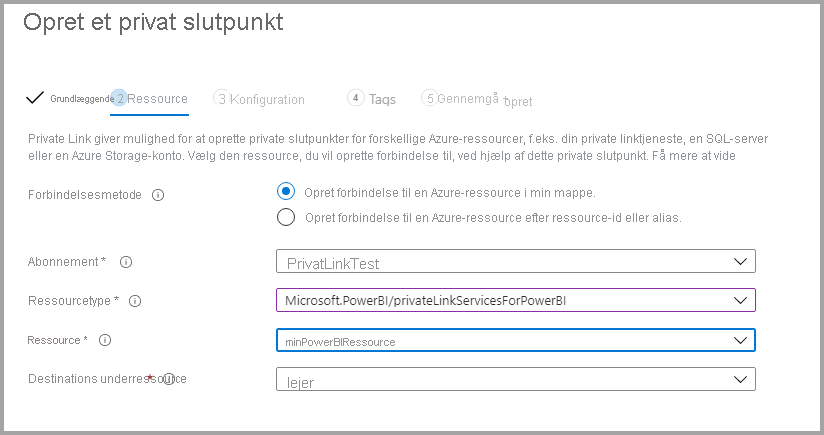 Opret et privat slutpunkt
Grundlæggende 2 Ressource 3 Konfiguration 4 Taqs 5 Gennemgå + opret
Private Link giver mulighed for at oprette private slutpunkter for forskellige Azure-ressourcer, f.eks. din private linktjeneste, en SQL-server
eller en Azure Storage-konto. Vælg den ressource, du vil oprette forbindelse til, ved hjælp af dette private slutpunkt. Få mere at vide
Forbindelsesmetode
Opret forbindelse til en Azure-ressource i min mappe.
Opret forbindelse til en Azure-ressource efter ressource-id eller alias.
Abonnement * PrivatLinkTest
Ressourcetype * Microsoft.PowerBI/privateLinkServicesForPowerBI
Ressource * minPowerBIRessource
Destinations underressource * lejer